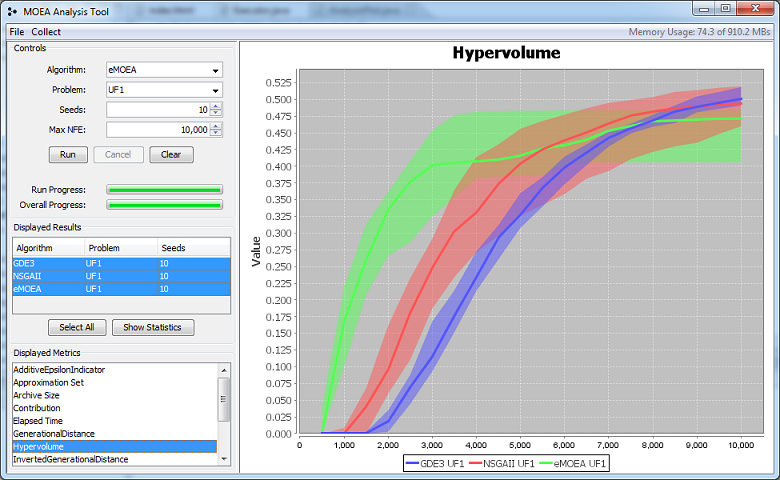 MOEA Analysis Tool
File Collect
Memory Usage: 74.3 of 910.2 MBs
Controls
Algorithm: eMOEA
Problem: UF1
Seeds: 10
Max NFE: 10,000
Run Cancel Clear
Run Progress:
Overall Progress:
Displayed Results
Algorithm Problem Seeds
GDE3 UF1 10
NSGAII UF1 10
eMOEA UF1 10
Select All Show Statistics
Displayed Metrics
AdditiveEpsilonIndicator
Approximation Set
Archive Size
Contribution
Elapsed Time
GenerationalDistance
Hypervolume
InvertedGenerationalDistance
Hypervolume
Value
0.525
0.500
0.475
0.450
0.425
0.400
0.375
0.350
0.325
0.300
0.275
0.250
0.225
0.200
0.175
0.150
0.125
0.100
0.075
0.050
0.025
0.000
0 1,000 2,000 3,000 4,000 5,000 6,000 7,000 8,000 9,000 10,000
GDE3 UF1 NSGAII UF1 eMOEA UF1